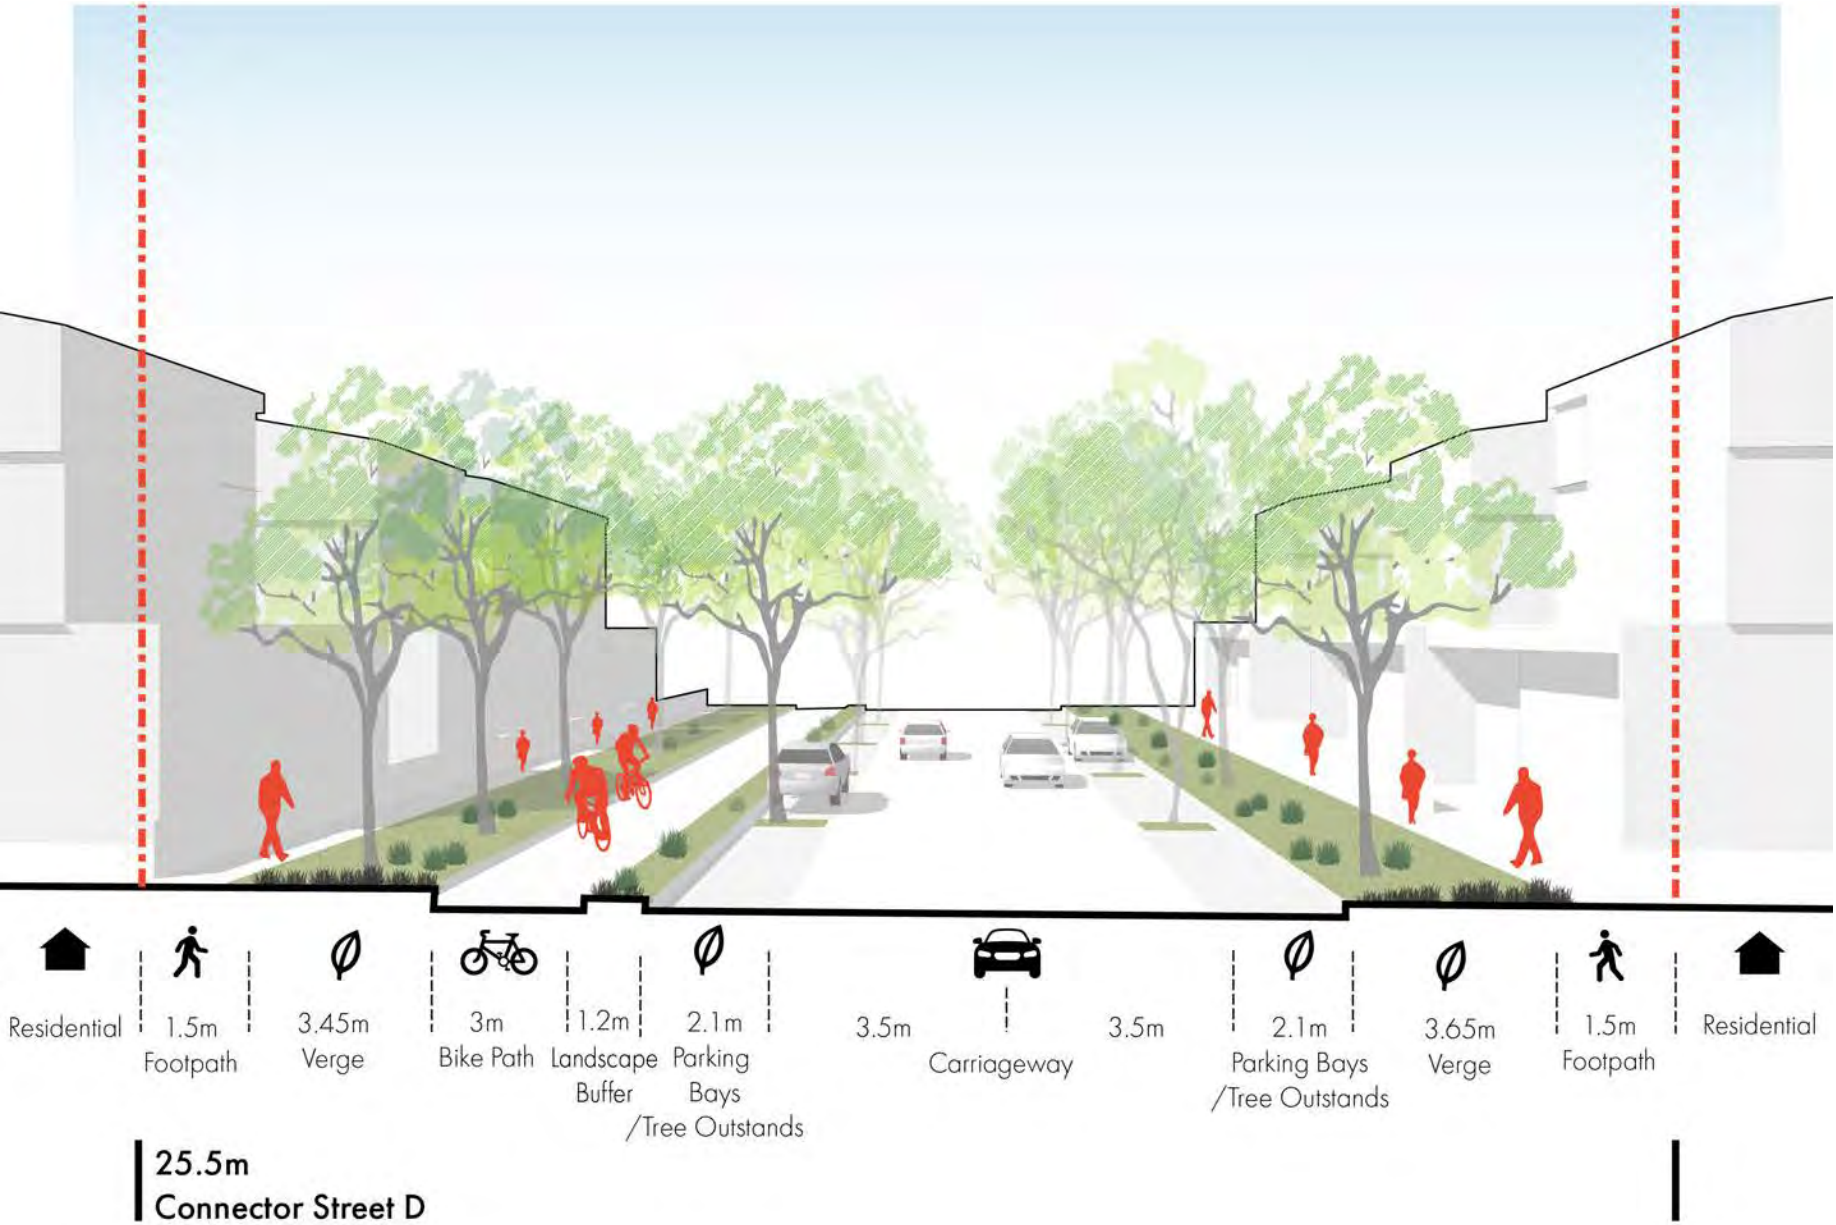 Residential
1.5m
Footpath
3.45m
Verge
3m
Bike Path
1.2m
Landscape
Buffer
2.1m
Parking
Bays
/Tree Outstands
3.5m
Carriageway
3.5m
2.1m
Parking Bays
/Tree Outstands
3.65m
Verge
1.5m
Footpath
Residential
25.5m
Connector Street D